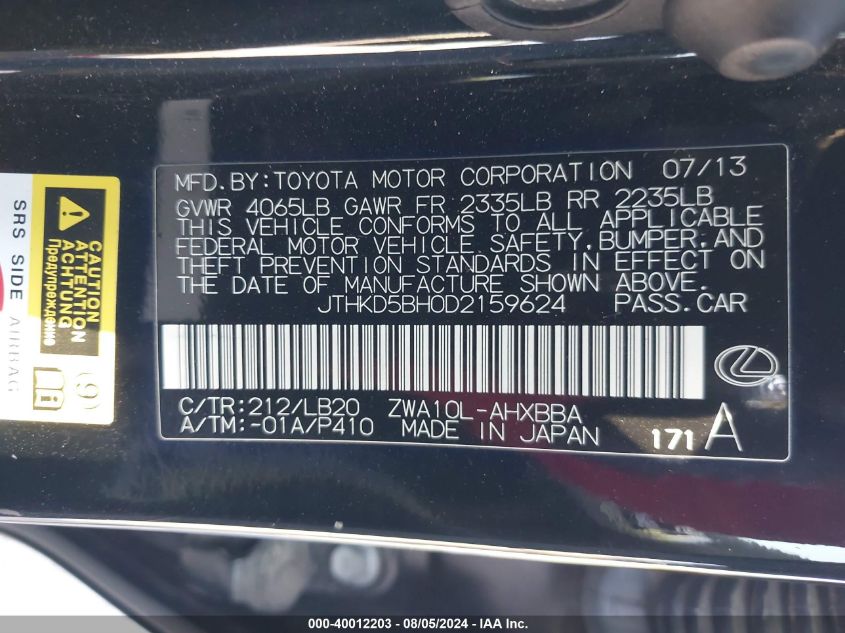 MFD.BY:TOYOTA MOTOR CORPORATION 07/13
GVWR 4065LB GAWR FR 2335LB RR 2235LB
THIS VEHICLE CONFORMS TO ALL APPLICABLE
FEDERAL MOTOR VEHICLE SAFETY,BUMPER,AND
THEFT PREVENTION STANDARDS IN EFFECT ON
THE DATE OF MANUFACTURE SHOWN ABOVE.
JTHKD5BH0D2159624 PASS.CAR
C/TR:212/LB20 ZWA10L-AHXBBA
A/TM:-01A/P410 MADE IN JAPAN 171 A
SRS SIDE AIRBAG
CAUTION
ATTENTION
ACHTUNG
Предупреждение
(9)
000-40012203 - 08/05/2024 - IAA Inc.